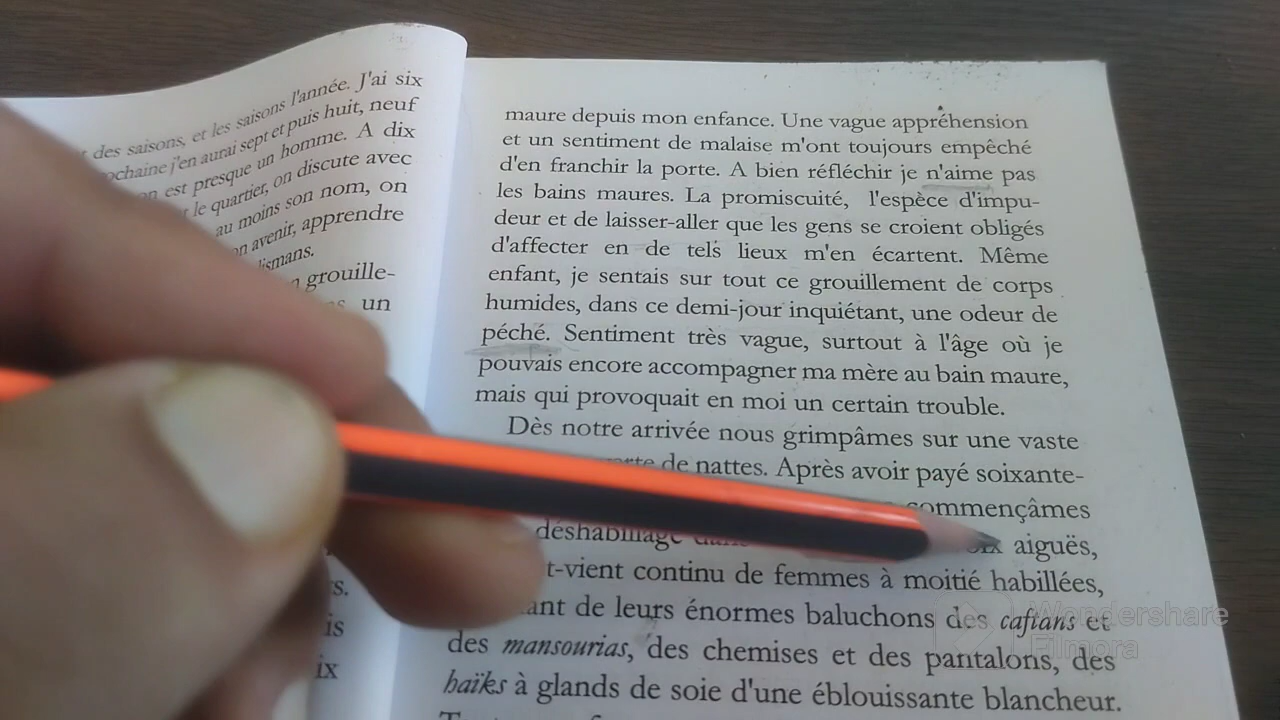 des saisons, et les saisons l'année. J'ai six
ochaine j'en aurai sept et puis huit, neuf
on est presque un homme. A dix
le quartier, on discute avec
au moins son nom, on
on avenir, apprendre
ismans.
grouille-
un
s.
is
ix
maure depuis mon enfance. Une vague appréhension
et un sentiment de malaise m'ont toujours empêché
d'en franchir la porte. A bien réfléchir je n'aime pas
les bains maures. La promiscuité, l'espèce d'impu-
deur et de laisser-aller que les gens se croient obligés
d'affecter en de tels lieux m'en écartent. Même
enfant, je sentais sur tout ce grouillement de corps
humides, dans ce demi-jour inquiétant, une odeur de
péché. Sentiment très vague, surtout à l'âge où je
pouvais encore accompagner ma mère au bain maure,
mais qui provoquait en moi un certain trouble.
Dès notre arrivée nous grimpâmes sur une vaste
de nattes. Après avoir payé soixante-
commençâmes
déshabillage aiguës,
t-vient continu de femmes à moitié habillées,
ant de leurs énormes baluchons des caftans et
des mansourias, des chemises et des pantalons, des
haïks à glands de soie d'une éblouissante blancheur.
Wondershare
Filmora